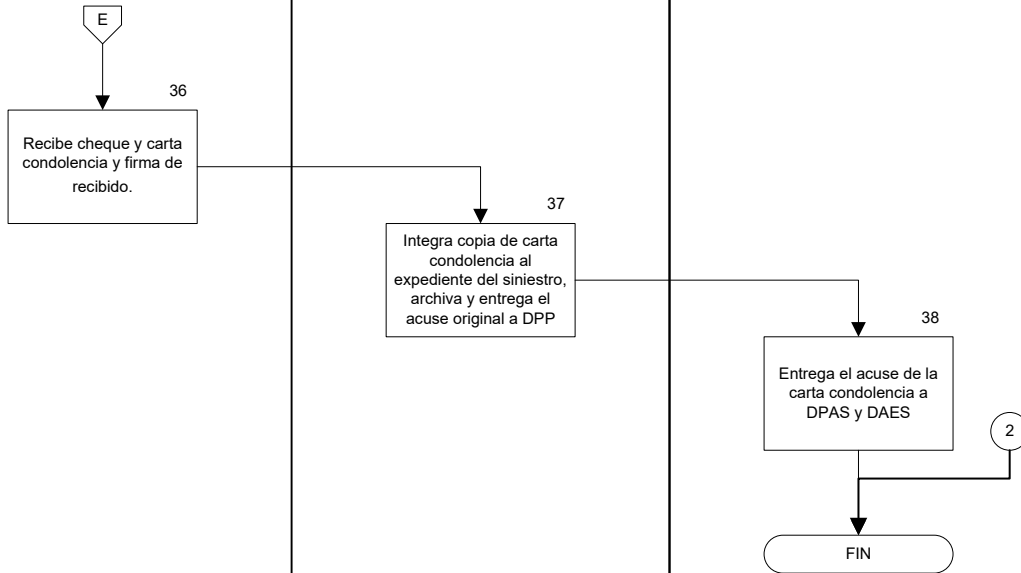 E
36
Recibe cheque y carta
condolencia y firma de
recibido.
37
Integra copia de carta
condolencia al
expediente del siniestro,
archiva y entrega el
acuse original a DPP
38
Entrega el acuse de la
carta condolencia a
DPAS y DAES
2
FIN